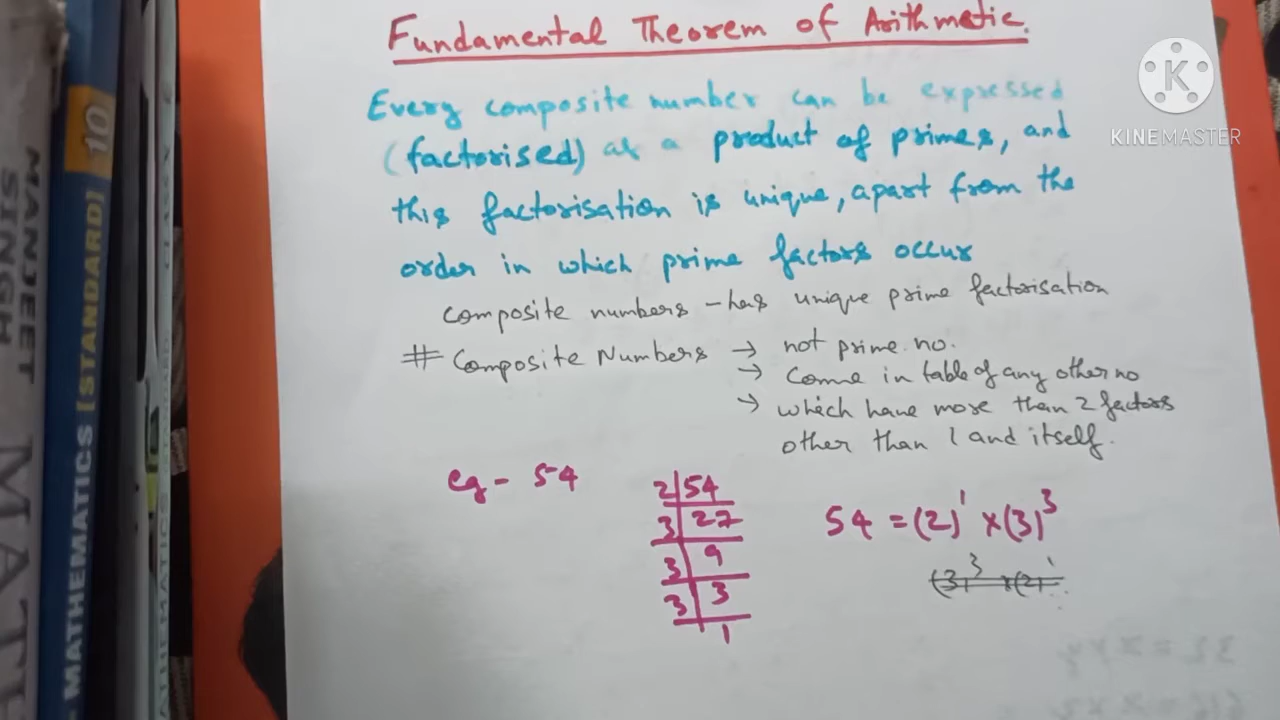 Fundamental Theorem of Arithmetic.
Every composite number can be expressed
(factorised) as a product of primes, and
this factorisation is unique, apart from the
order in which prime factors occur
composite numbers - has unique prime factorisation
# Composite Numbers → not prime no.
→ Come in table of any other no
→ which have more than 2 factors
other than 1 and itself.
eg - 54
2 | 54
3 | 27
3 | 9
3 | 3
1
54 = (2)¹ × (3)³
(3)³ × (2)¹
KINEMASTER
MANJEET SINGH
MATHEMATICS [STANDARD] 10